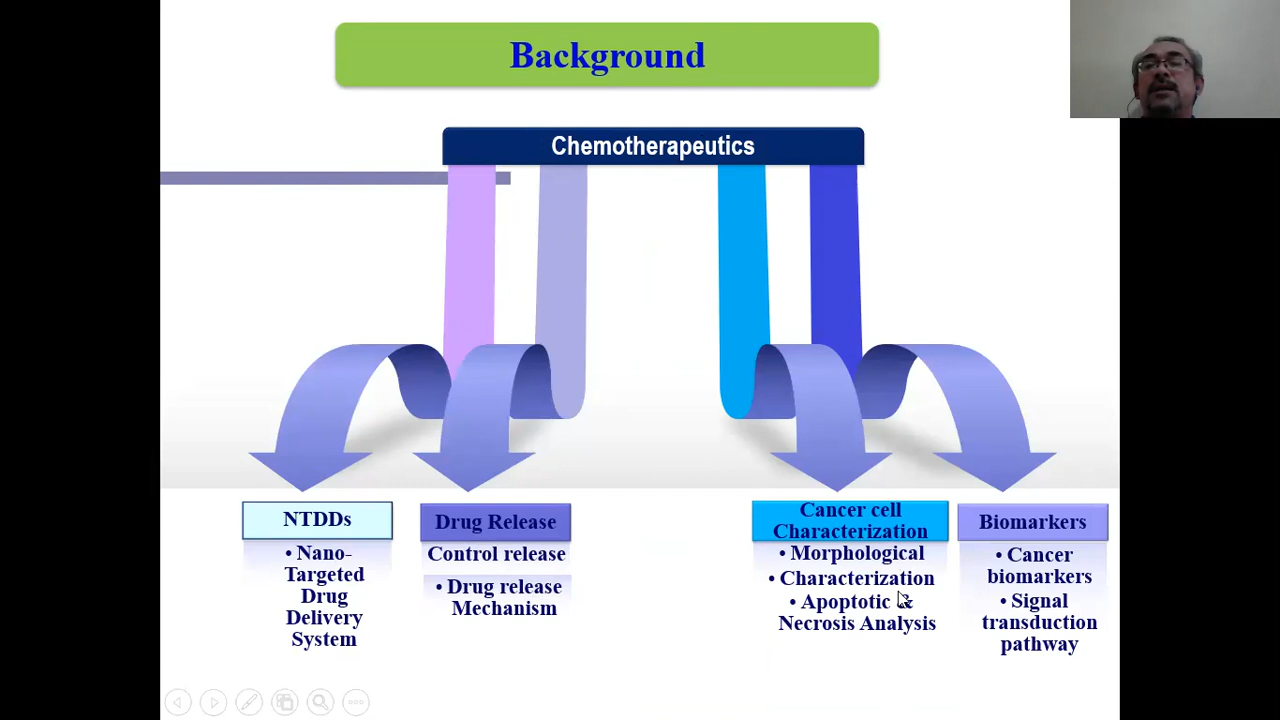 Background
Chemotherapeutics
NTDDs
• Nano-
Targeted
Drug
Delivery
System
Drug Release
Control release
• Drug release
Mechanism
Cancer cell
Characterization
• Morphological
• Characterization
• Apoptotic &
Necrosis Analysis
Biomarkers
• Cancer
biomarkers
• Signal
transduction
pathway